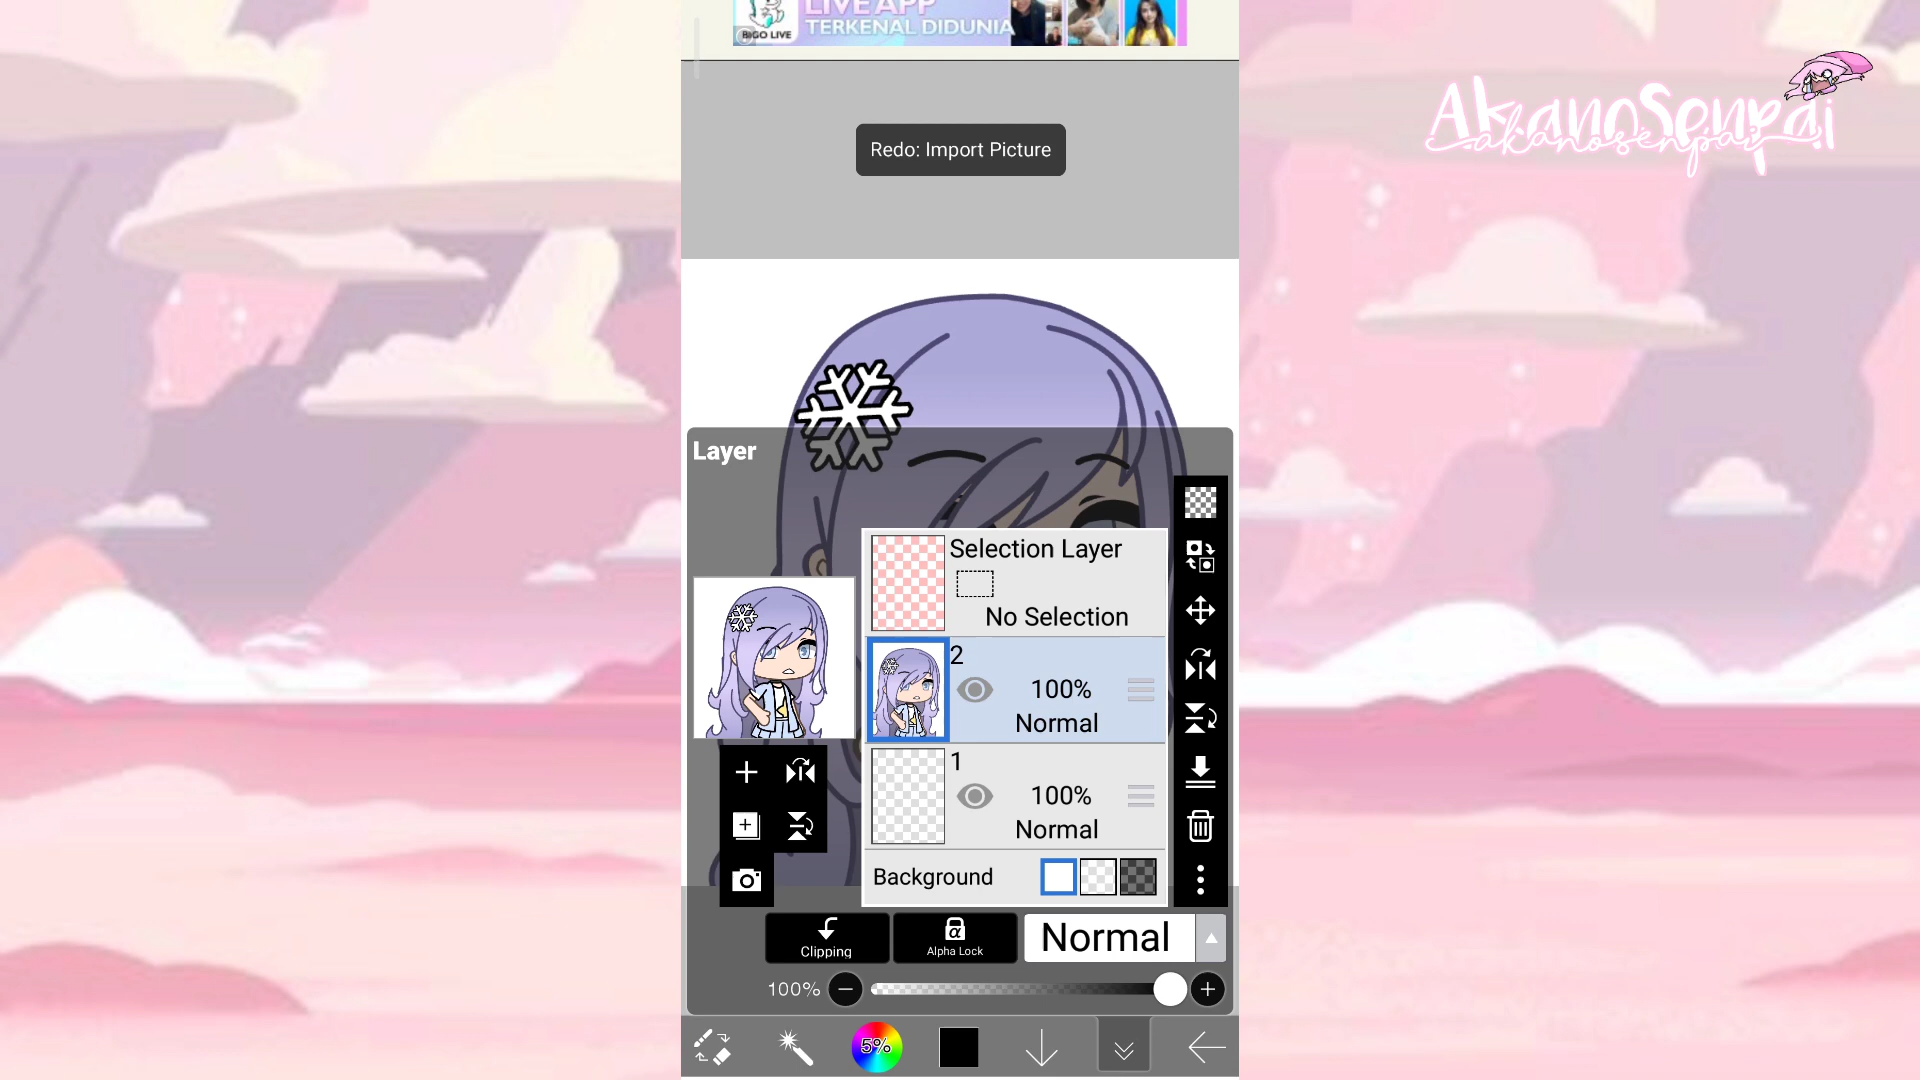 LIVE APP
TERKENAL DIDUNIA
BIGO LIVE
AkanoSenpai
akanosenpai
Redo: Import Picture
Layer
Selection Layer
No Selection
2
100%
Normal
1
100%
Normal
Background
Clipping
α
Alpha Lock
Normal
100%
5%